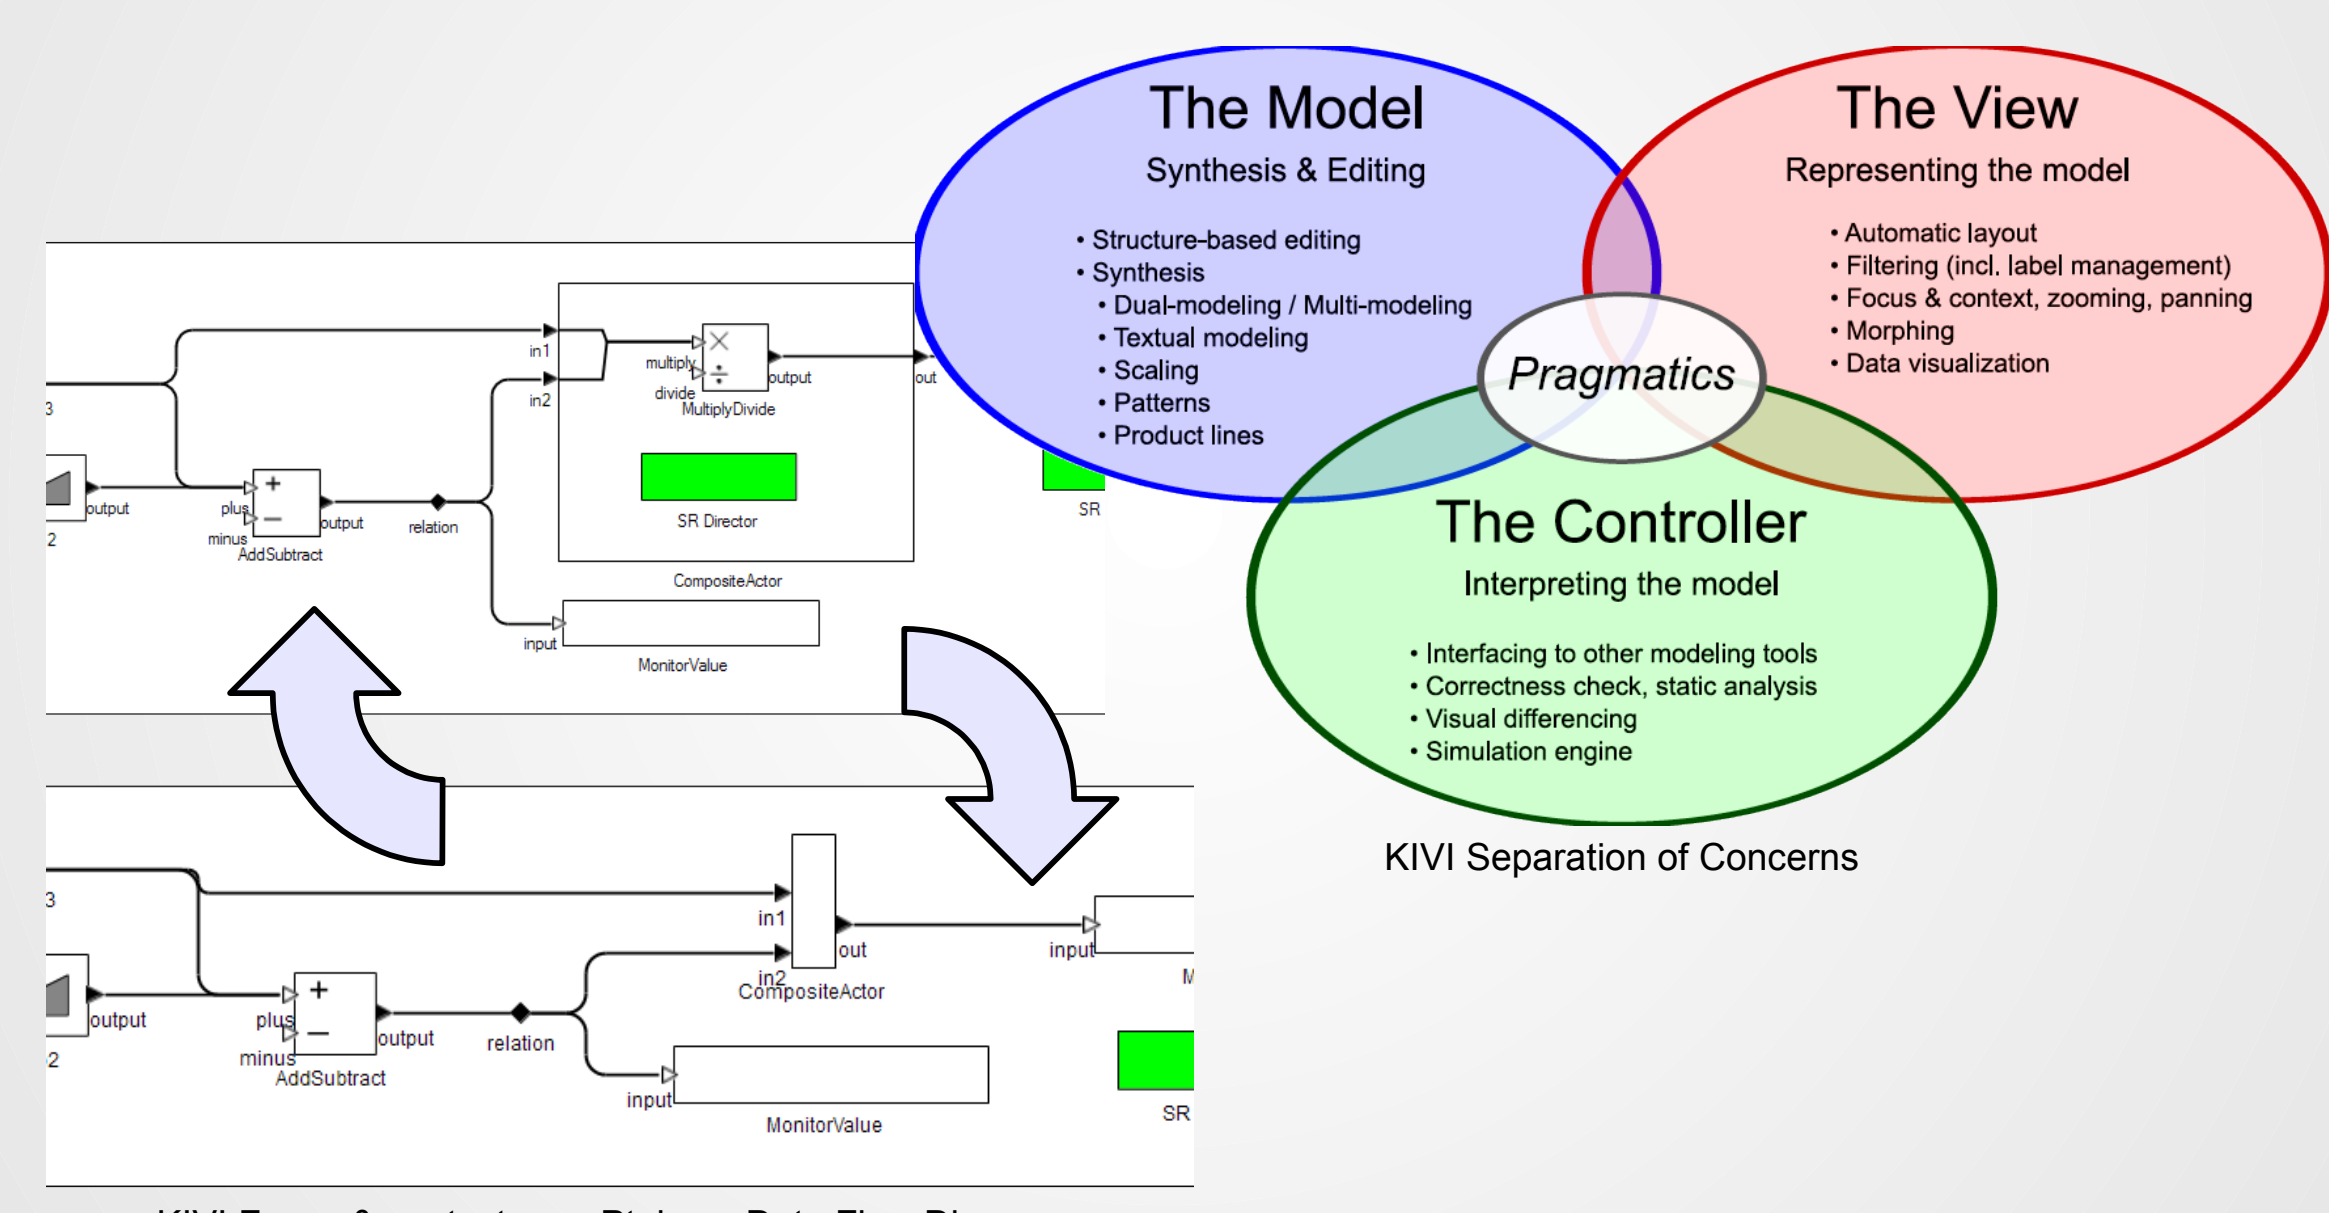 The Model
Synthesis & Editing
• Structure-based editing
• Synthesis
• Dual-modeling / Multi-modeling
• Textual modeling
• Scaling
• Patterns
• Product lines
The View
Representing the model
• Automatic layout
• Filtering (incl. label management)
• Focus & context, zooming, panning
• Morphing
• Data visualization
Pragmatics
The Controller
Interpreting the model
• Interfacing to other modeling tools
• Correctness check, static analysis
• Visual differencing
• Simulation engine
KIVI Separation of Concerns
in1
in2
multiply
divide
output
MultiplyDivide
out
SR Director
CompositeActor
3
output
2
plus
minus
+
−
output
AddSubtract
relation
input
MonitorValue
SR
3
in1
in2
out
CompositeActor
input
M
output
2
plus
minus
+
−
output
AddSubtract
relation
input
MonitorValue
SR